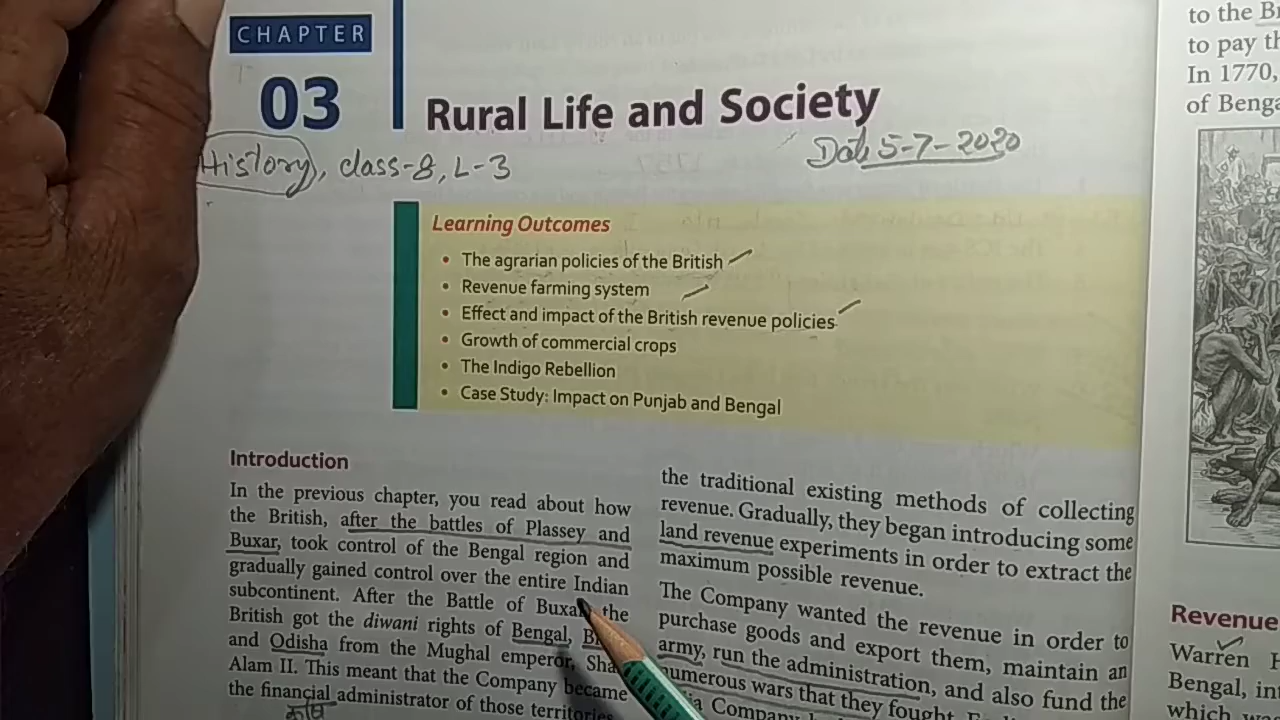 CHAPTER
03
Rural Life and Society
History, class-8, L-3
Date 5-7-2020
Learning Outcomes
• The agrarian policies of the British
• Revenue farming system
• Effect and impact of the British revenue policies
• Growth of commercial crops
• The Indigo Rebellion
• Case Study: Impact on Punjab and Bengal
Introduction
In the previous chapter, you read about how
the British, after the battles of Plassey and
Buxar, took control of the Bengal region and
gradually gained control over the entire Indian
subcontinent. After the Battle of Buxar, the
British got the diwani rights of Bengal,
and Odisha from the Mughal emperor, Shah
Alam II. This meant that the Company became
the financial administrator of those territories
the traditional existing methods of collecting
revenue. Gradually, they began introducing some
land revenue experiments in order to extract the
maximum possible revenue.
The Company wanted the revenue in order to
purchase goods and export them, maintain an
army, run the administration, and also fund the
numerous wars that they fought.
Company
to the
to pay
In 1770,
of
Revenue
Warren
Bengal,
which